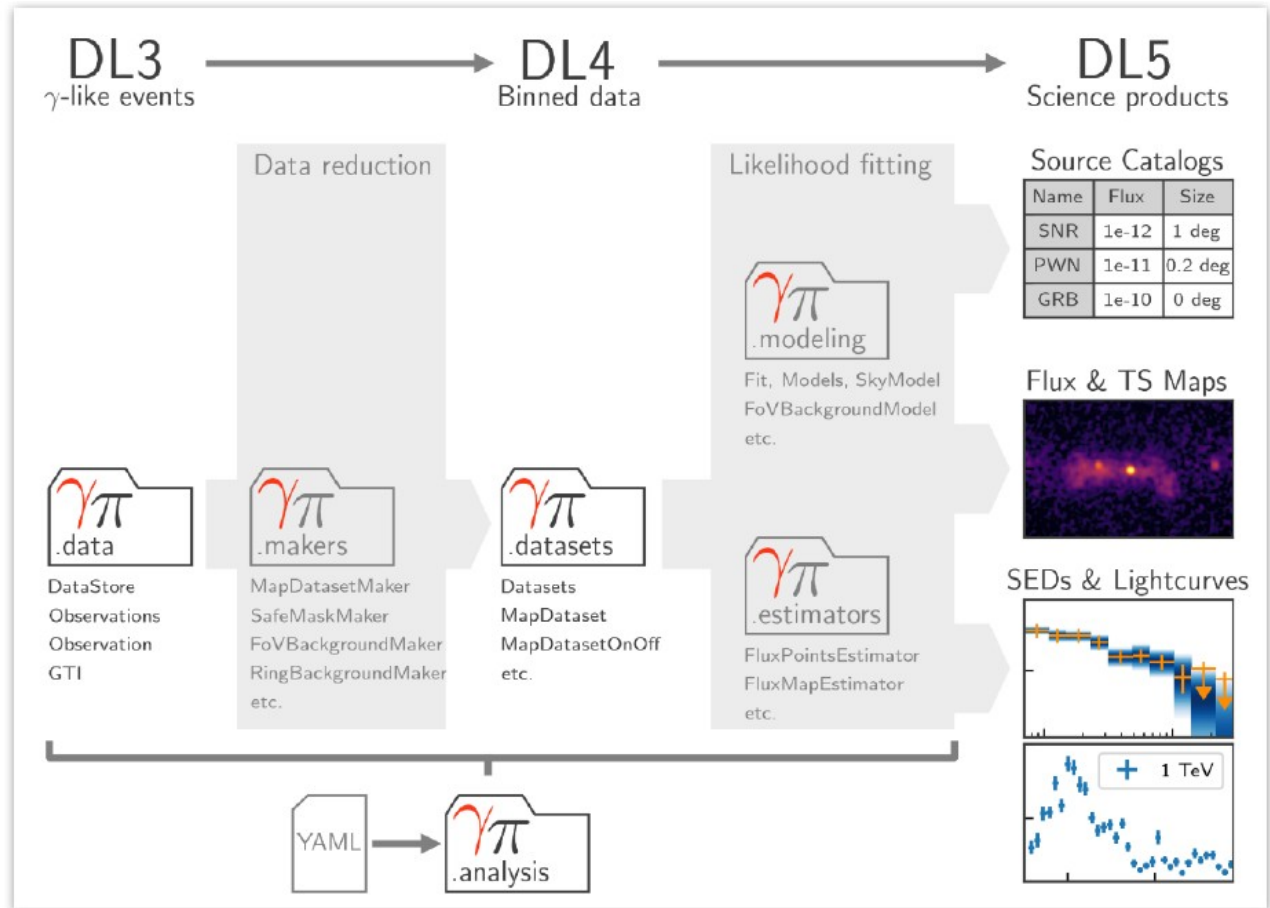 DL3
γ-like events
DL4
Binned data
DL5
Science products
Data reduction
Likelihood fitting
Source Catalogs
Name Flux Size
SNR 1e-12 1 deg
PWN 1e-11 0.2 deg
GRB 1e-10 0 deg
γπ
.modeling
Fit, Models, SkyModel
FoVBackgroundModel
etc.
Flux & TS Maps
γπ
.data
DataStore
Observations
Observation
GTI
γπ
.makers
MapDatasetMaker
SafeMaskMaker
FoVBackgroundMaker
RingBackgroundMaker
etc.
γπ
.datasets
Datasets
MapDataset
MapDatasetOnOff
etc.
γπ
.estimators
FluxPointsEstimator
FluxMapEstimator
etc.
SEDs & Lightcurves
1 TeV
YAML
γπ
.analysis